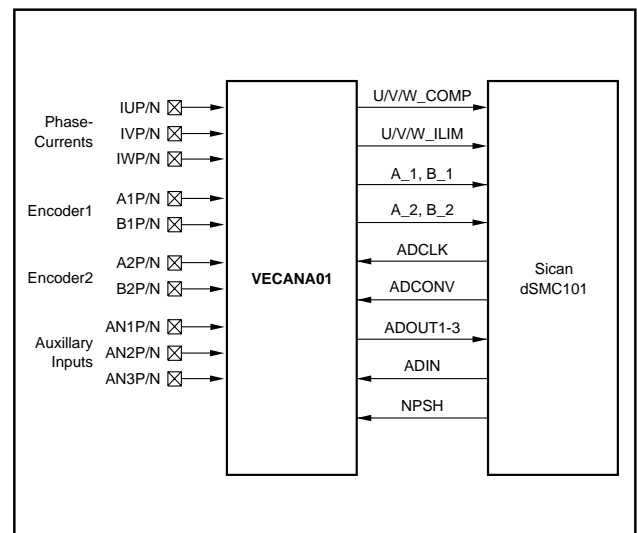 Phase-
Currents
IUP/N
IVP/N
IWP/N
Encoder1
A1P/N
B1P/N
Encoder2
A2P/N
B2P/N
Auxillary
Inputs
AN1P/N
AN2P/N
AN3P/N
VECANA01
U/V/W_COMP
U/V/W_ILIM
A_1, B_1
A_2, B_2
ADCLK
ADCONV
ADOUT1-3
ADIN
NPSH
Sican
dSMC101